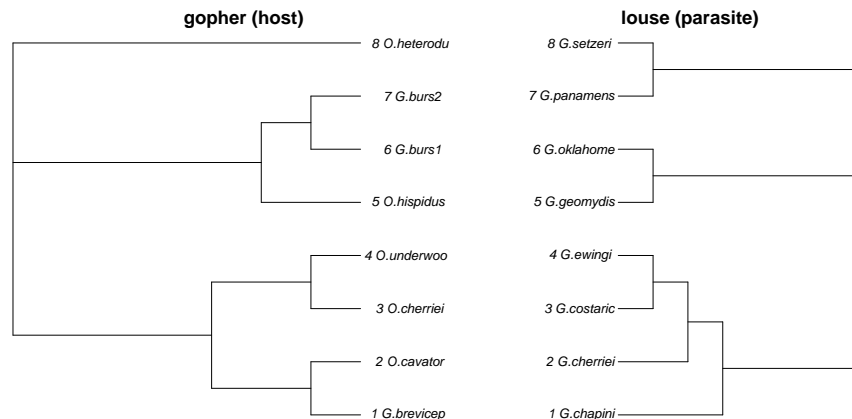 gopher (host)
8 O.heterodu
7 G.burs2
6 G.burs1
5 O.hispidus
4 O.underwoo
3 O.cherriei
2 O.cavator
1 G.brevicep
louse (parasite)
8 G.setzeri
7 G.panamens
6 G.oklahome
5 G.geomydis
4 G.ewingi
3 G.costaric
2 G.cherriei
1 G.chapini